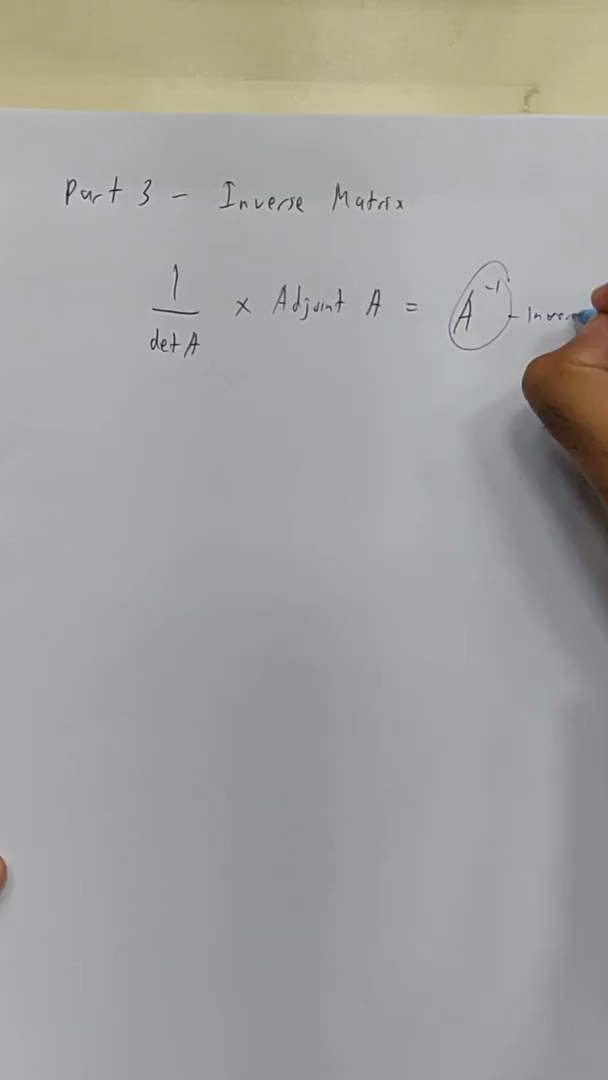 Part 3 - Inverse Matrix
1 / det A × Adjoint A = A⁻¹ -